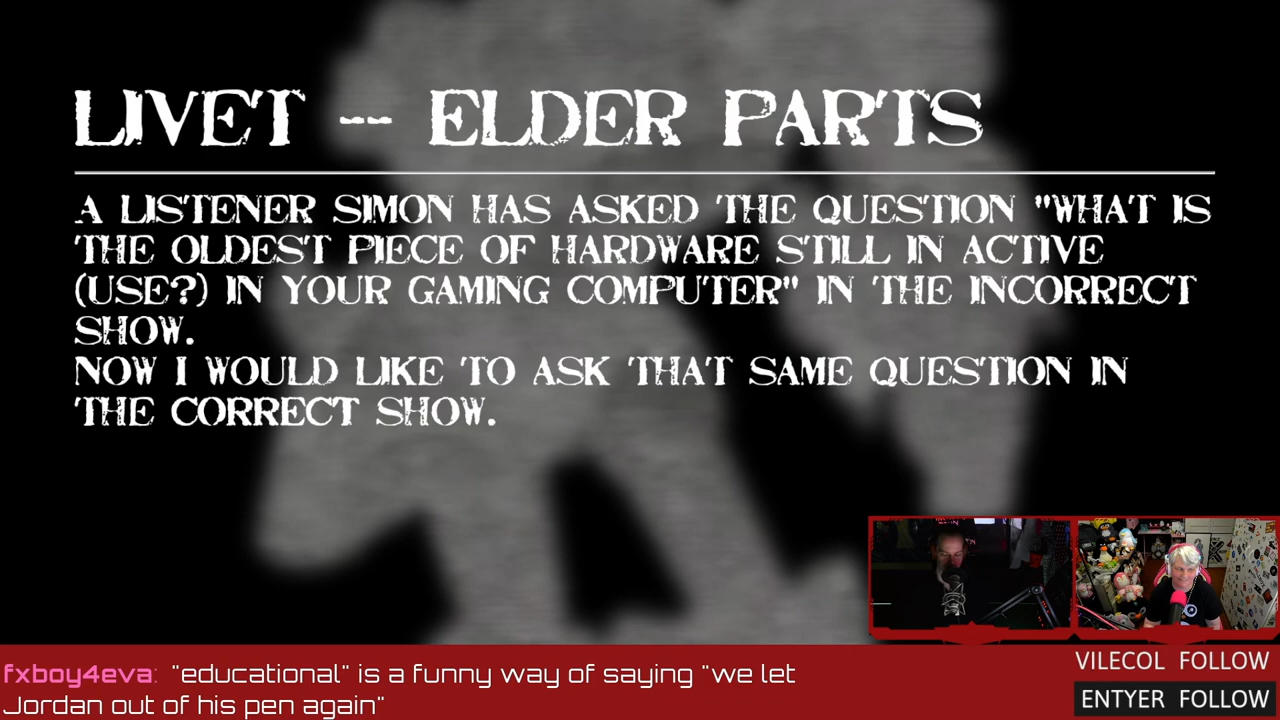 LIVET -- ELDER PARTS
A LISTENER SIMON HAS ASKED THE QUESTION "WHAT IS
THE OLDEST PIECE OF HARDWARE STILL IN ACTIVE
(USE?) IN YOUR GAMING COMPUTER" IN THE INCORRECT
SHOW.
NOW I WOULD LIKE TO ASK THAT SAME QUESTION IN
THE CORRECT SHOW.
fxboy4eva: "educational" is a funny way of saying "we let
Jordan out of his pen again"
VILECOL FOLLOW
ENTYER FOLLOW